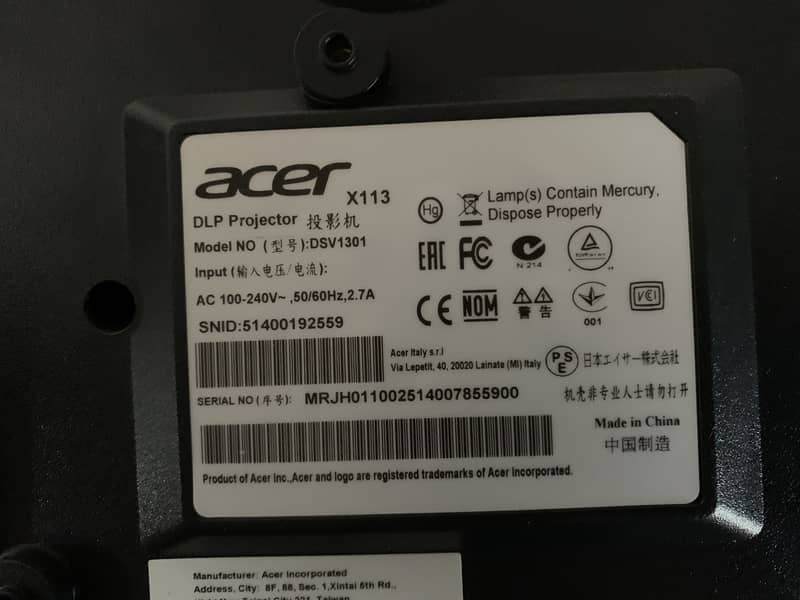 acer X113
DLP Projector 投影机
Model NO (型号):DSV1301
Input (输入电压/电流):
AC 100-240V~ ,50/60Hz,2.7A
SNID:51400192559
Hg
Lamp(s) Contain Mercury,
Dispose Properly
EAC FC
N 214
CE NOM
警告
001
VCCI
Acer Italy s.r.l
Via Lepetit, 40, 20020 Lainate (MI) Italy
PSE
日本エイサー株式会社
SERIAL NO (序号): MRJH011002514007855900
机壳非专业人士请勿打开
Made in China
中国制造
Product of Acer Inc.,Acer and logo are registered trademarks of Acer Incorporated.
Manufacturer: Acer Incorporated
Address, City: 8F, 88, Sec. 1,Xintai 5th Rd.,